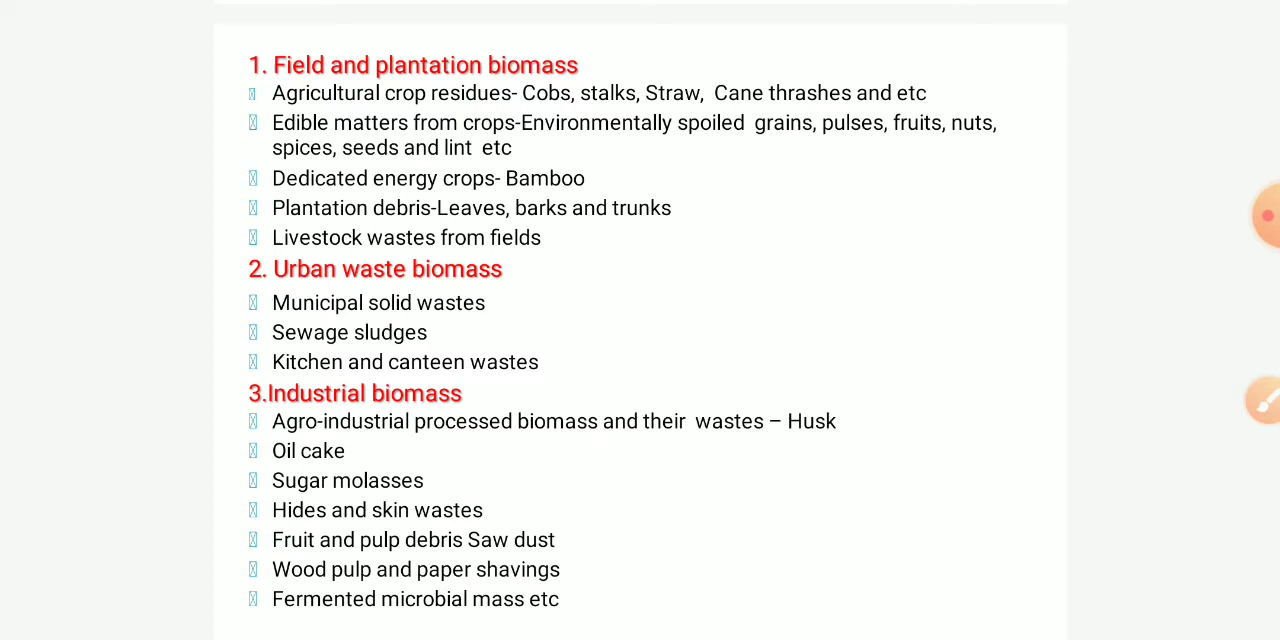 1. Field and plantation biomass
Agricultural crop residues- Cobs, stalks, Straw, Cane thrashes and etc
Edible matters from crops-Environmentally spoiled grains, pulses, fruits, nuts,
spices, seeds and lint etc
Dedicated energy crops- Bamboo
Plantation debris-Leaves, barks and trunks
Livestock wastes from fields
2. Urban waste biomass
Municipal solid wastes
Sewage sludges
Kitchen and canteen wastes
3.Industrial biomass
Agro-industrial processed biomass and their wastes – Husk
Oil cake
Sugar molasses
Hides and skin wastes
Fruit and pulp debris Saw dust
Wood pulp and paper shavings
Fermented microbial mass etc